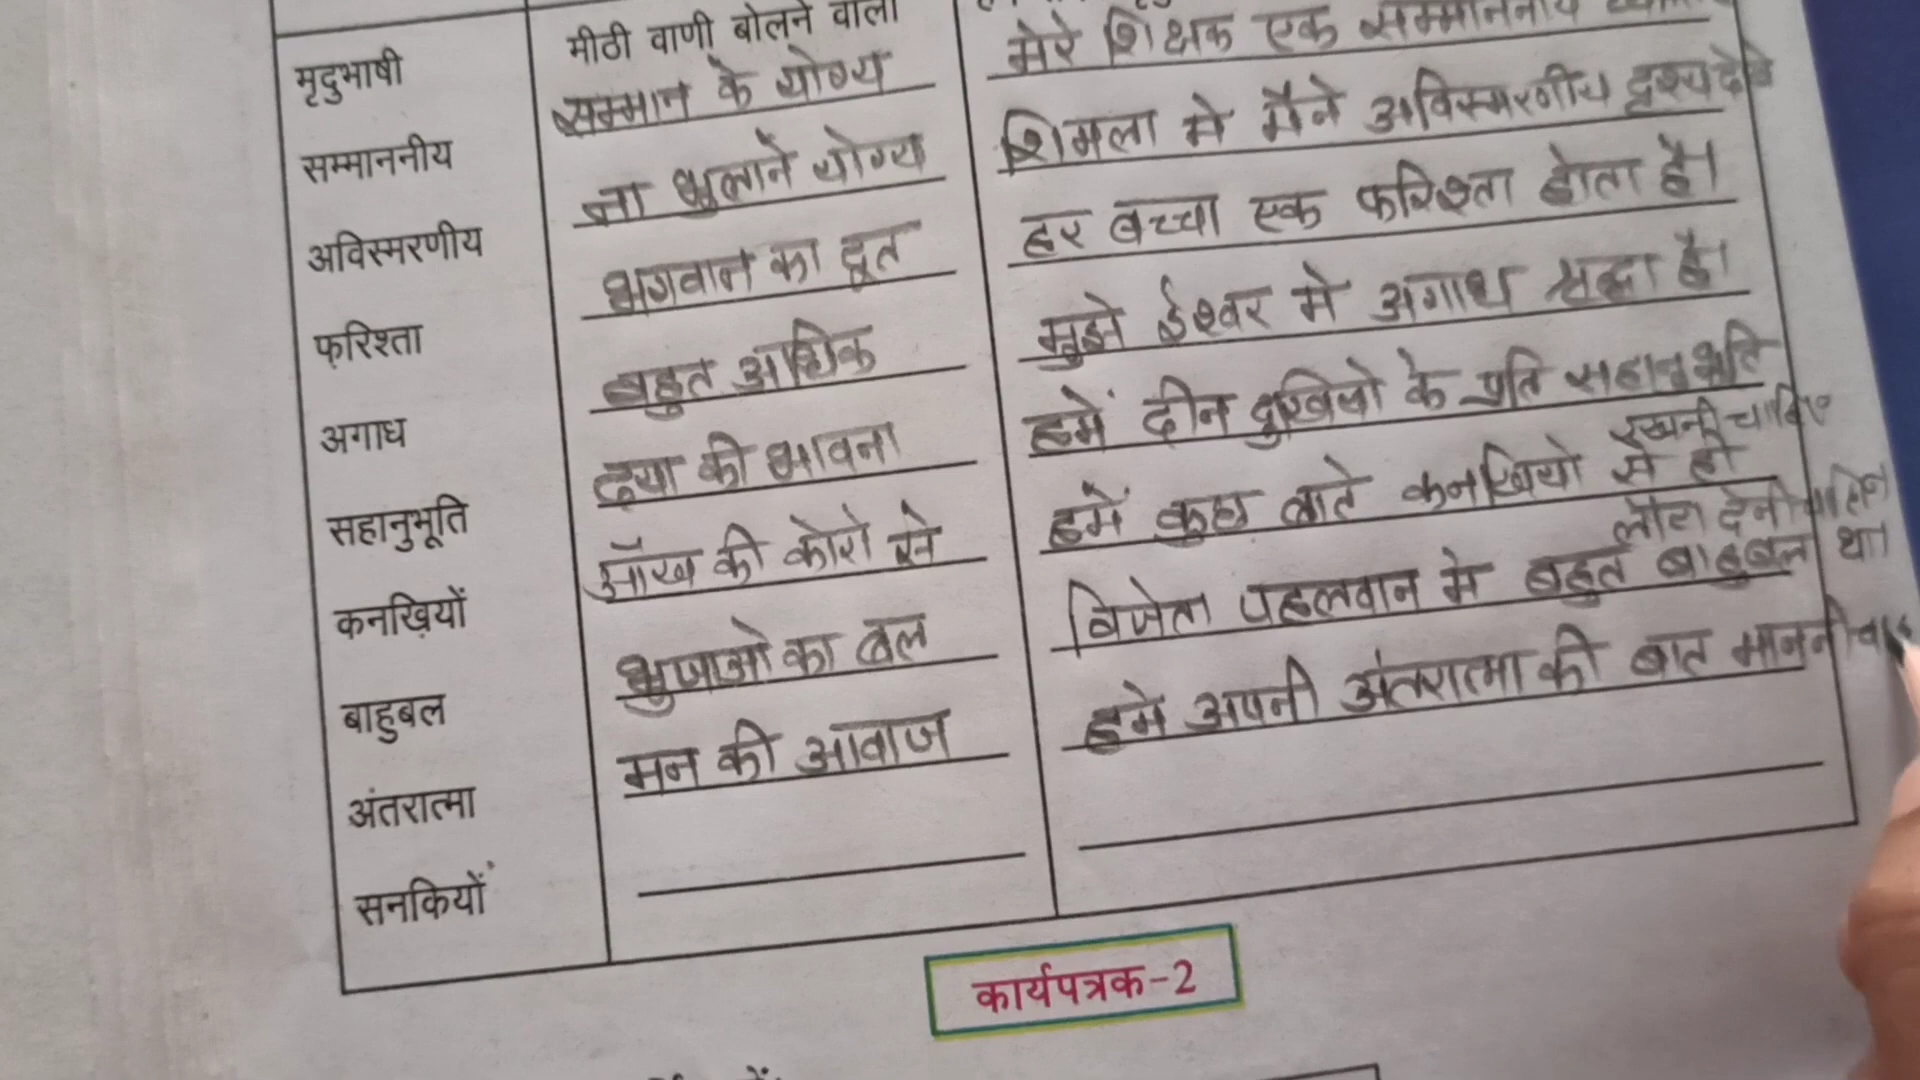 मृदुभाषी मीठी वाणी बोलने वाला मेरे शिक्षक एक सम्माननीय
सम्माननीय सम्मान के योग्य शिमला मे मैने अविस्मरणीय दृश्य देखे
अविस्मरणीय ना भुलाने योग्य हर बच्चा एक फरिश्ता होता है।
फ़रिश्ता भगवान का दूत मुझे ईश्वर मे अगाध श्रद्धा है।
अगाध बहुत अधिक हमें दीन दुखियो के प्रति सहानुभूति
रखनी चाहिए
सहानुभूति दया की भावना हमें कुछ बाते कनखियो से ही
लौटा देनी
कनखि़यों आँख की कोरो से विजेता पहलवान मे बहुत बाहुबल था।
बाहुबल भुजाओ का बल हमे अपनी अंतरात्मा की बात माननी
अंतरात्मा मन की आवाज
सनकियों
कार्यपत्रक-2